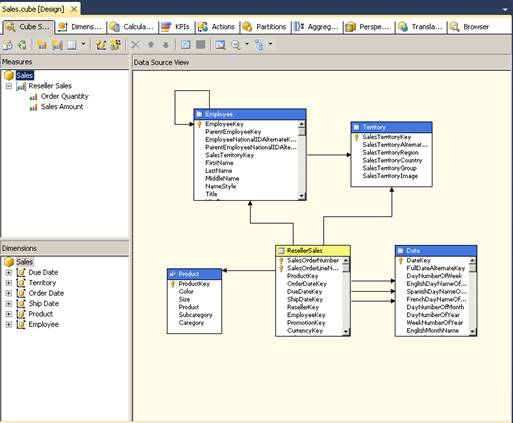 Sales.cube [Design]
Cube S...
Dimens...
Calcula...
KPIs
Actions
Partitions
Aggreg...
Perspe...
Transla...
Browser
Measures
Sales
Reseller Sales
Order Quantity
Sales Amount
Dimensions
Sales
Due Date
Territory
Order Date
Ship Date
Product
Employee
Data Source View
Employee
EmployeeKey
ParentEmployeeKey
EmployeeNationalIDAlternateK...
ParentEmployeeNationalIDAlte...
SalesTerritoryKey
FirstName
LastName
MiddleName
NameStyle
Title
Territory
SalesTerritoryKey
SalesTerritoryAlternat...
SalesTerritoryRegion
SalesTerritoryCountry
SalesTerritoryGroup
SalesTerritoryImage
Product
ProductKey
Color
Size
Product
Subcategory
Category
ResellerSales
SalesOrderNumber
SalesOrderLineN...
ProductKey
OrderDateKey
DueDateKey
ShipDateKey
ResellerKey
EmployeeKey
PromotionKey
CurrencyKey
Date
DateKey
FullDateAlternateKey
DayNumberOfWeek
EnglishDayNameOf...
SpanishDayNameO...
FrenchDayNameOf...
DayNumberOfMonth
DayNumberOfYear
WeekNumberOfYear
EnglishMonthName